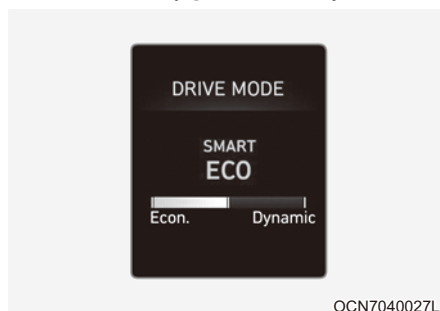 DRIVE MODE
SMART
ECO
Econ. Dynamic
OCN7040027L